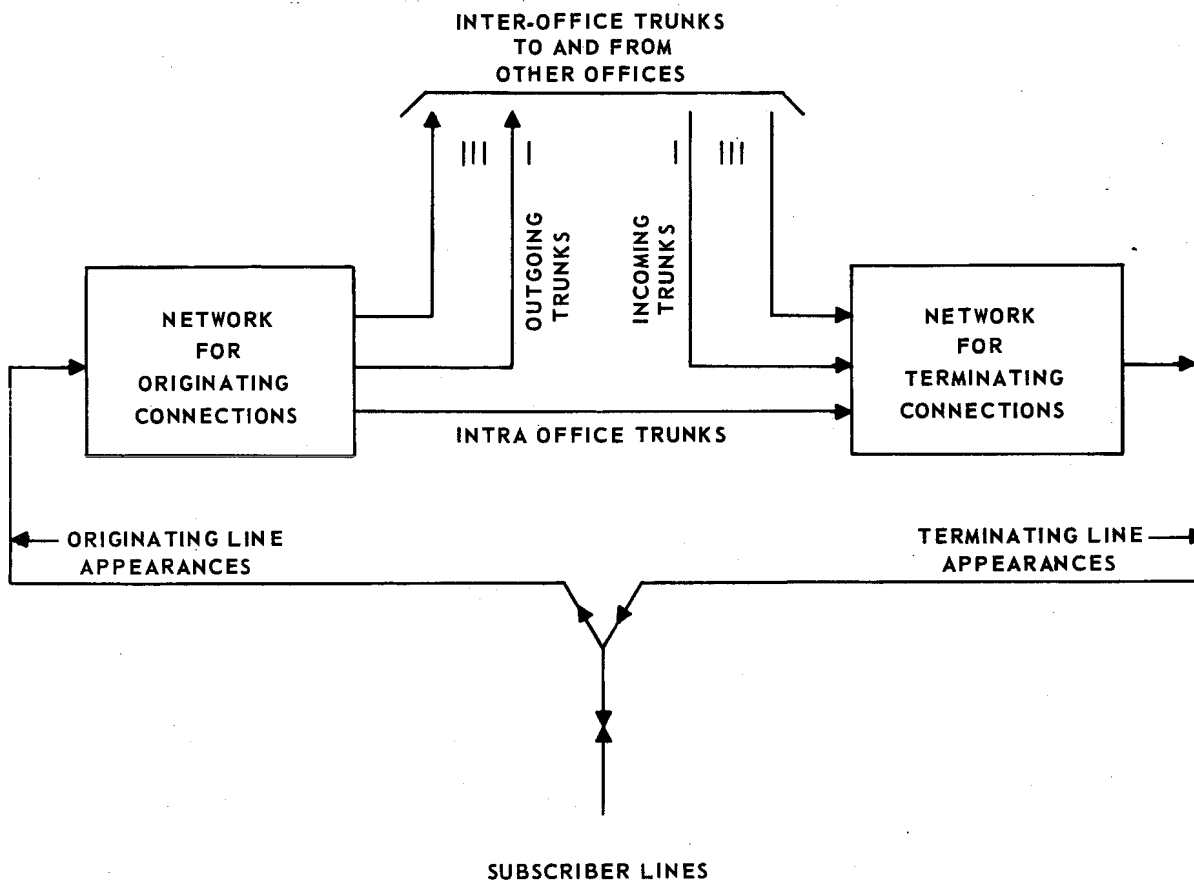 INTER-OFFICE TRUNKS
TO AND FROM
OTHER OFFICES
OUTGOING
TRUNKS
INCOMING
TRUNKS
NETWORK
FOR
ORIGINATING
CONNECTIONS
NETWORK
FOR
TERMINATING
CONNECTIONS
INTRA OFFICE TRUNKS
ORIGINATING LINE
APPEARANCES
TERMINATING LINE
APPEARANCES
SUBSCRIBER LINES